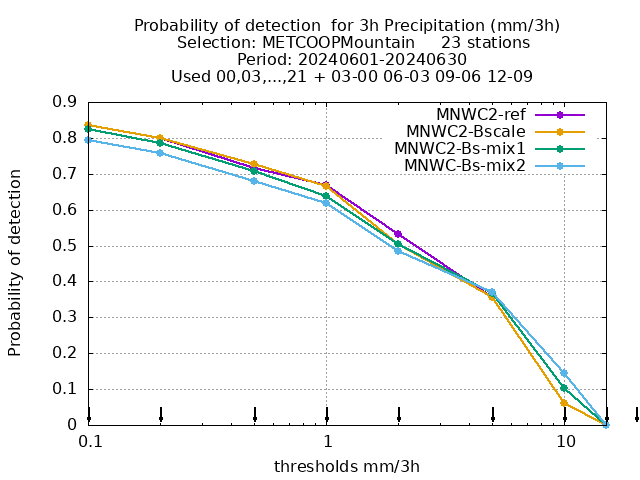 Probability of detection  for 3h Precipitation (mm/3h)
Selection: METCOOPMountain     23 stations
Period: 20240601-20240630
Used 00,03,...,21 + 03-00 06-03 09-06 12-09
MNWC2-ref
MNWC2-Bscale
MNWC2-Bs-mix1
MNWC-Bs-mix2
Probability of detection
0.9
0.8
0.7
0.6
0.5
0.4
0.3
0.2
0.1
0
0.1 1 10
thresholds mm/3h